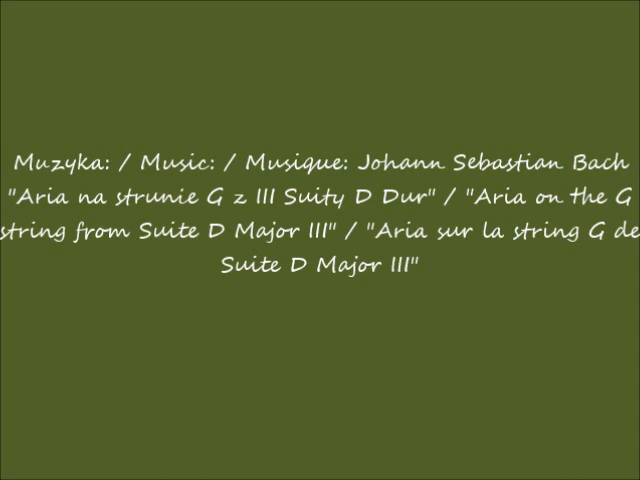 Muzyka: / Music: / Musique: Johann Sebastian Bach
"Aria na strunie G z III Suity D Dur" / "Aria on the G
string from Suite D Major III" / "Aria sur la string G de
Suite D Major III"